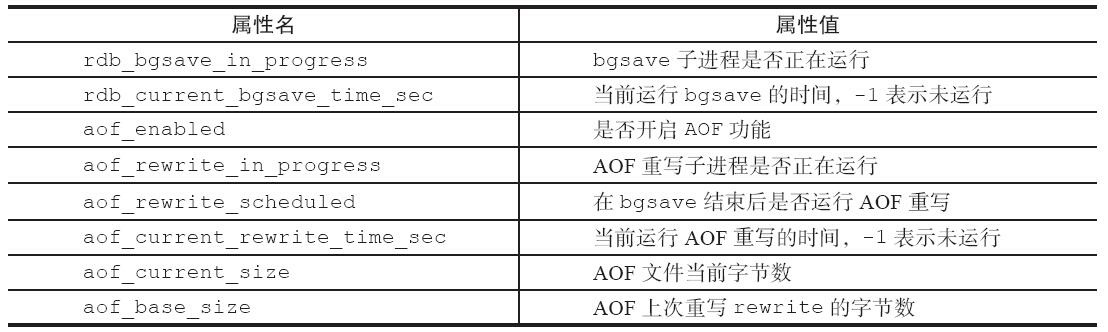 属性名 属性值
rdb_bgsave_in_progress bgsave 子进程是否正在运行
rdb_current_bgsave_time_sec 当前运行 bgsave 的时间，-1 表示未运行
aof_enabled 是否开启 AOF 功能
aof_rewrite_in_progress AOF 重写子进程是否正在运行
aof_rewrite_scheduled 在 bgsave 结束后是否运行 AOF 重写
aof_current_rewrite_time_sec 当前运行 AOF 重写的时间，-1 表示未运行
aof_current_size AOF 文件当前字节数
aof_base_size AOF 上次重写 rewrite 的字节数